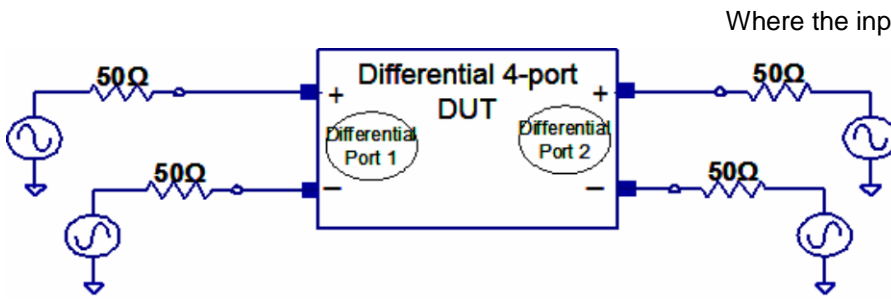 Where the inp
50Ω
Differential 4-port
DUT
50Ω
+
+
Differential
Port 1
Differential
Port 2
50Ω
50Ω
−
−